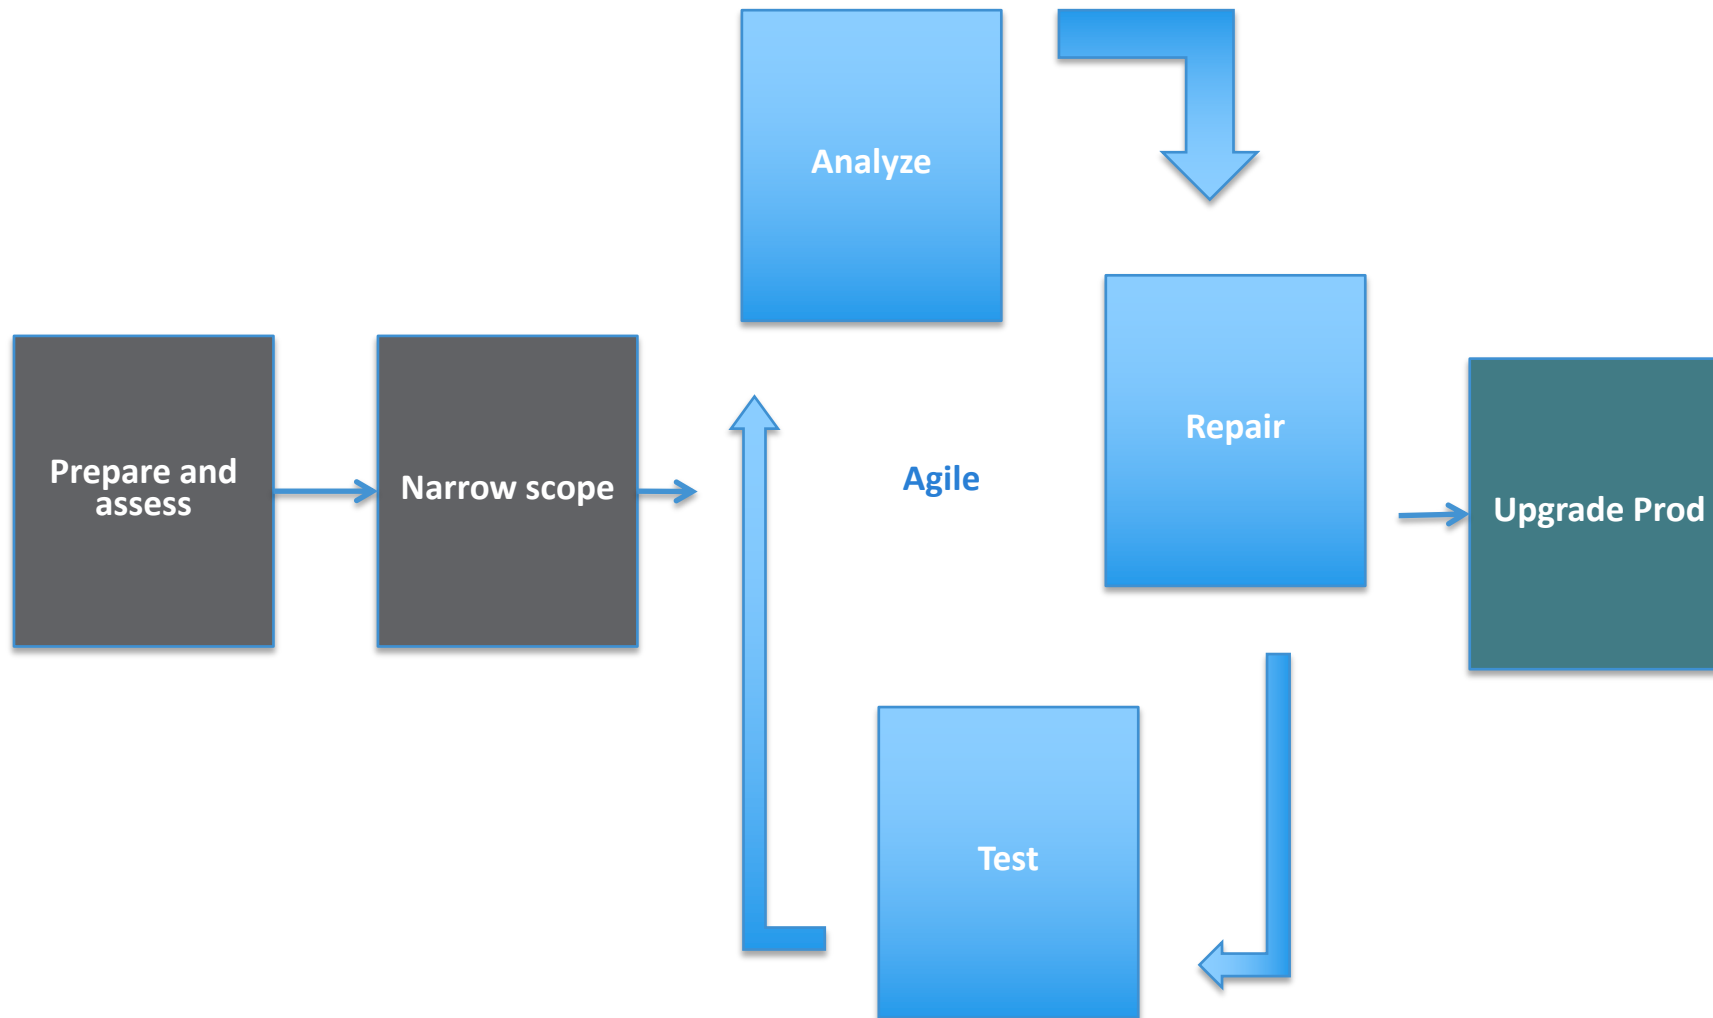 Analyze
Repair
Prepare and
assess
Narrow scope
Agile
Upgrade Prod
Test